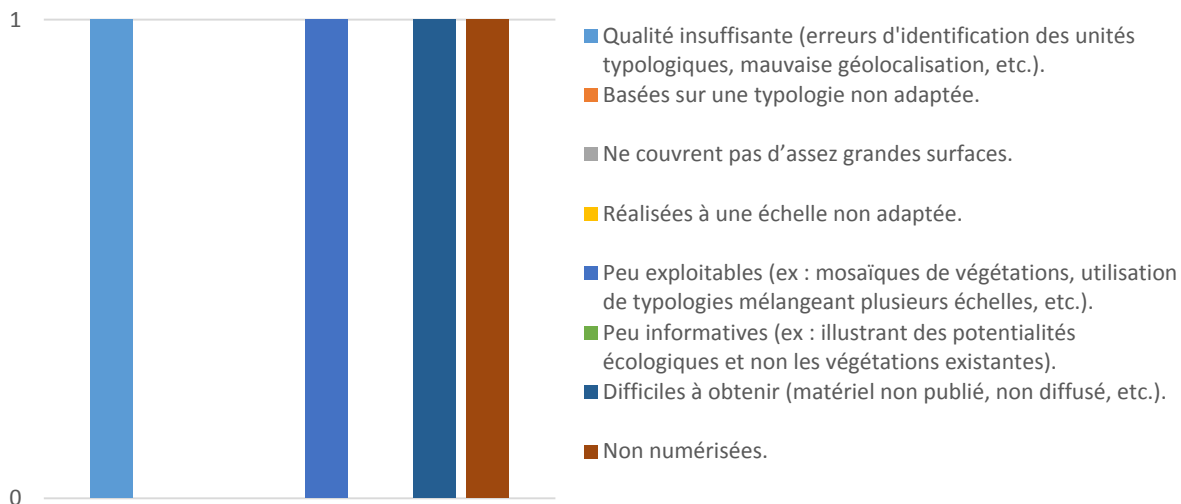 1
0
Qualité insuffisante (erreurs d'identification des unités
typologiques, mauvaise géolocalisation, etc.).
Basées sur une typologie non adaptée.
Ne couvrent pas d’assez grandes surfaces.
Réalisées à une échelle non adaptée.
Peu exploitables (ex : mosaïques de végétations, utilisation
de typologies mélangeant plusieurs échelles, etc.).
Peu informatives (ex : illustrant des potentialités
écologiques et non les végétations existantes).
Difficiles à obtenir (matériel non publié, non diffusé, etc.).
Non numérisées.